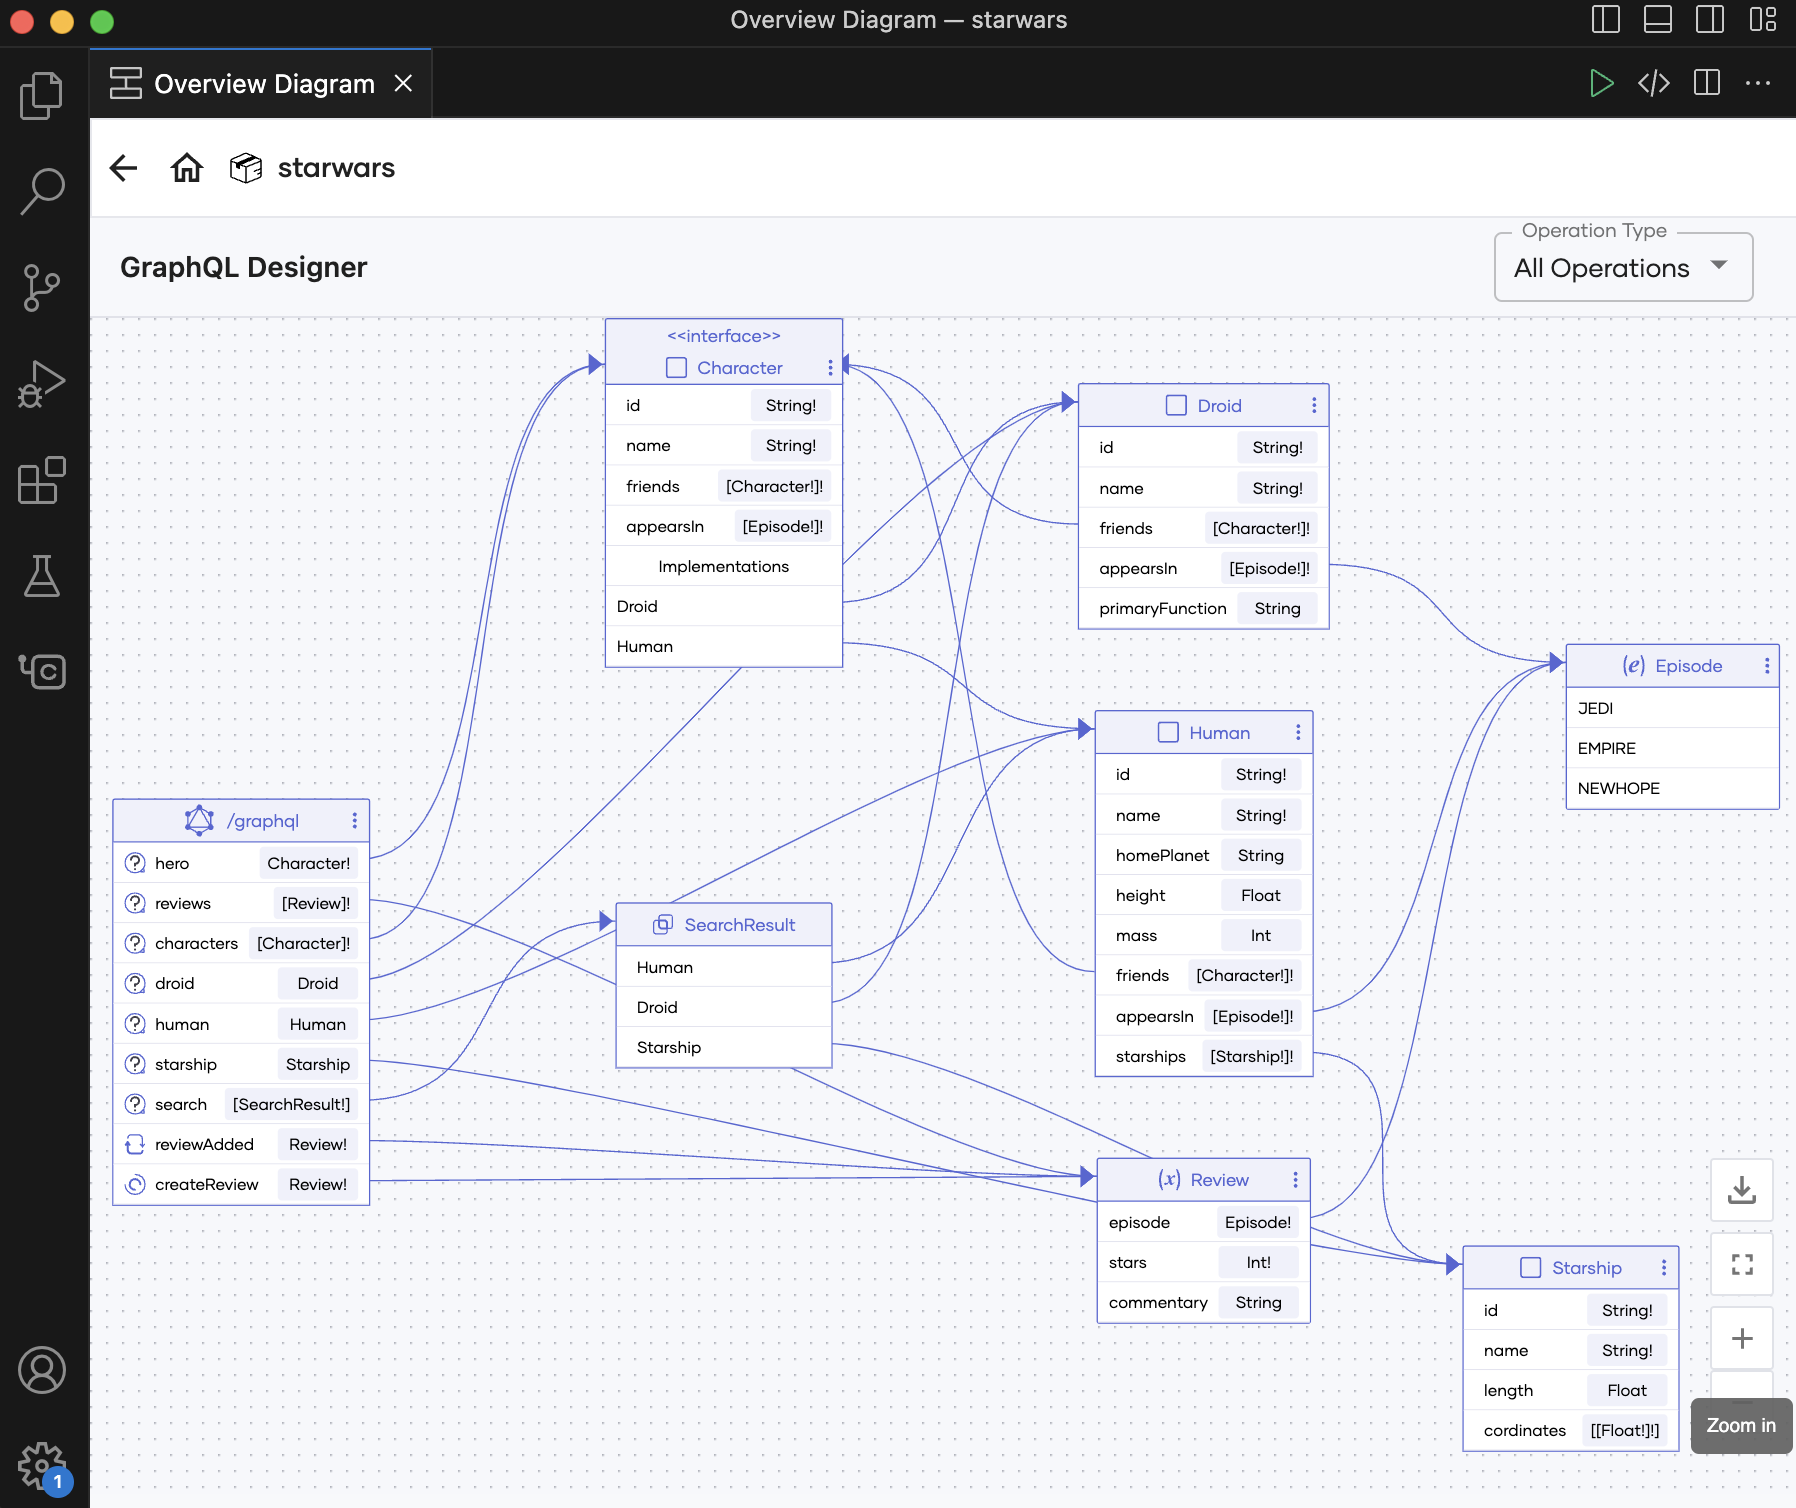 Overview Diagram — starwars
Overview Diagram
starwars
GraphQL Designer
Operation Type
All Operations
<<interface>>
Character
id String!
name String!
friends [Character!]!
appearsIn [Episode!]!
Implementations
Droid
Human
Droid
id String!
name String!
friends [Character!]!
appearsIn [Episode!]!
primaryFunction String
(e) Episode
JEDI
EMPIRE
NEWHOPE
Human
id String!
name String!
homePlanet String
height Float
mass Int
friends [Character!]!
appearsIn [Episode!]!
starships [Starship!]!
/graphql
hero Character!
reviews [Review]!
characters [Character]!
droid Droid
human Human
starship Starship
search [SearchResult!]
reviewAdded Review!
createReview Review!
SearchResult
Human
Droid
Starship
(x) Review
episode Episode!
stars Int!
commentary String
Starship
id String!
name String!
length Float
cordinates [[Float!]!]
Zoom in
C
1